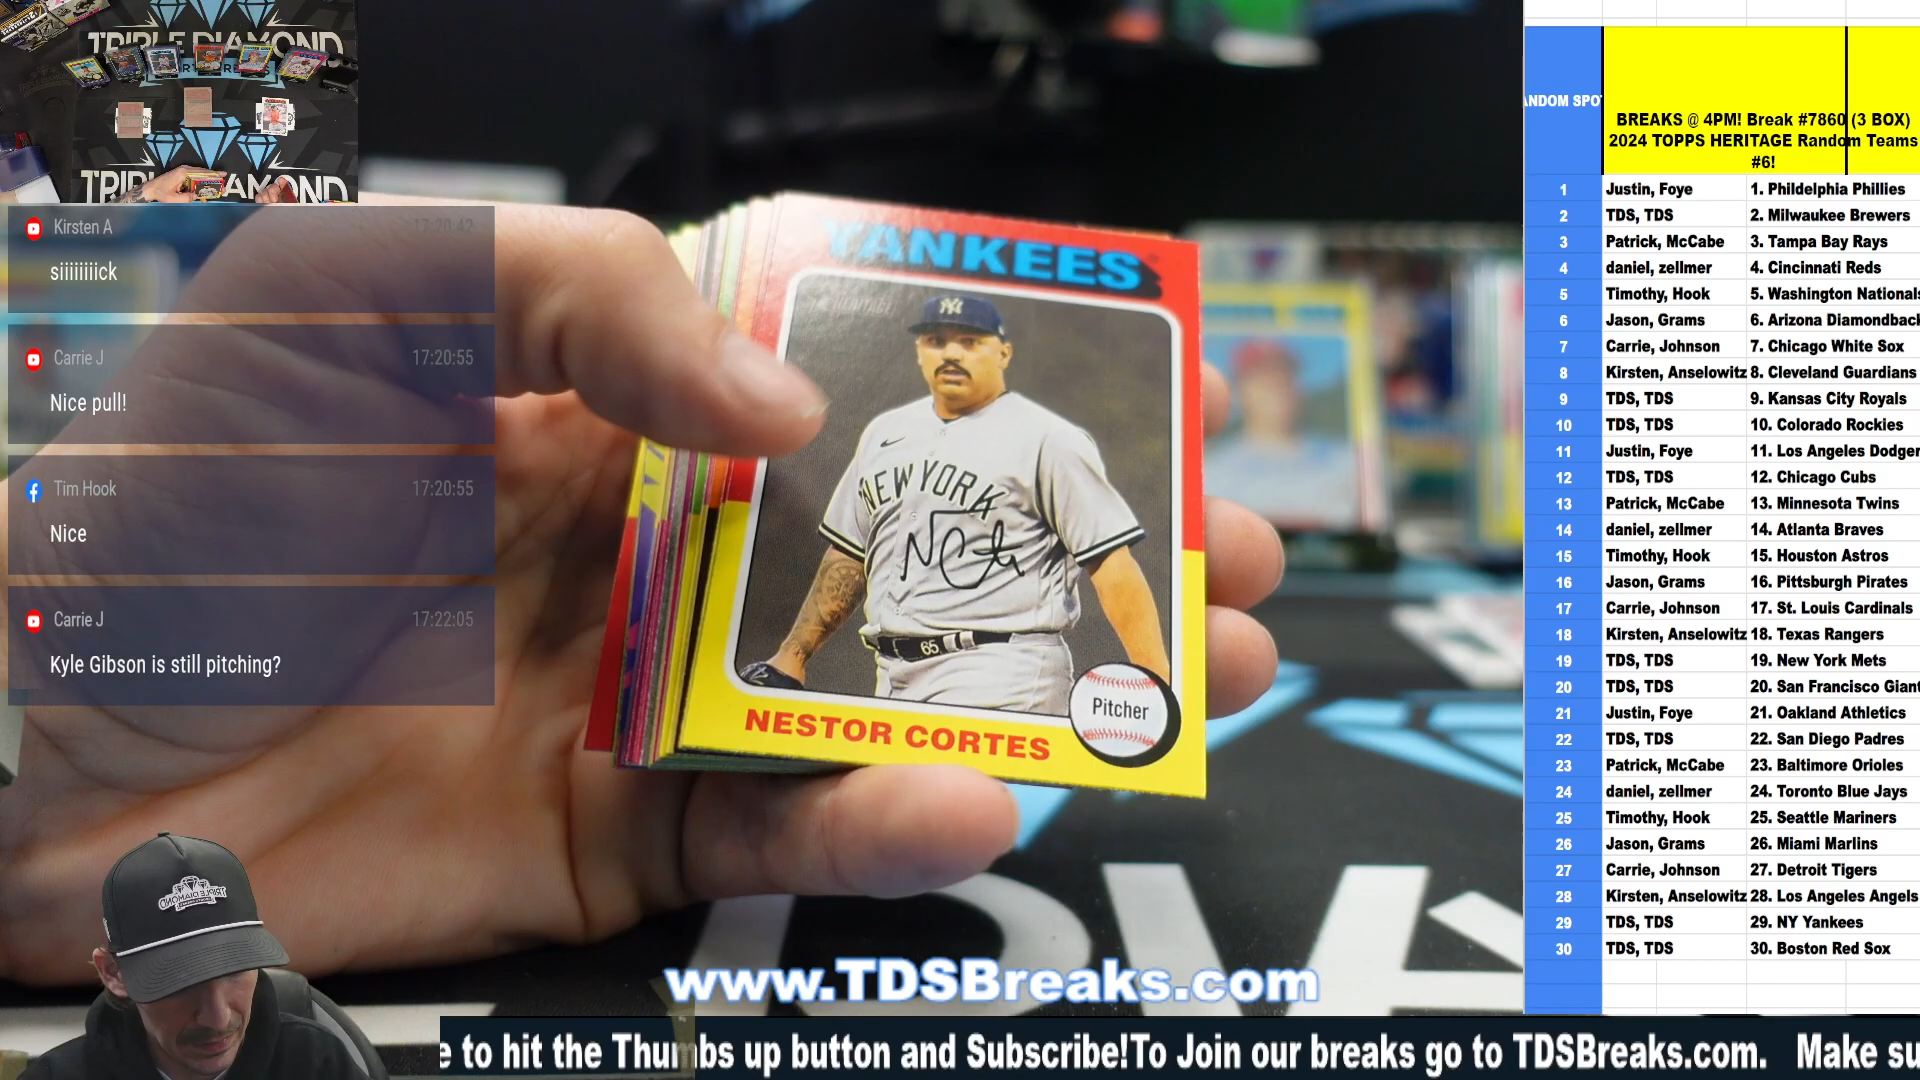 TRIPLE DIAMOND
TRIPLE DIAMOND
Kirsten A 17:20:42
siiiiiiiick
Carrie J 17:20:55
Nice pull!
Tim Hook 17:20:55
Nice
Carrie J 17:22:05
Kyle Gibson is still pitching?
YANKEES
HERITAGE
NY
NEW YORK
65
Pitcher
NESTOR CORTES
www.TDSBreaks.com
e to hit the Thumbs up button and Subscribe!To Join our breaks go to TDSBreaks.com. Make su
ANDOM SPO
BREAKS @ 4PM! Break #7860 (3 BOX)
2024 TOPPS HERITAGE Random Teams
#6!
1 Justin, Foye 1. Phildelphia Phillies
2 TDS, TDS 2. Milwaukee Brewers
3 Patrick, McCabe 3. Tampa Bay Rays
4 daniel, zellmer 4. Cincinnati Reds
5 Timothy, Hook 5. Washington Nationals
6 Jason, Grams 6. Arizona Diamondback
7 Carrie, Johnson 7. Chicago White Sox
8 Kirsten, Anselowitz 8. Cleveland Guardians
9 TDS, TDS 9. Kansas City Royals
10 TDS, TDS 10. Colorado Rockies
11 Justin, Foye 11. Los Angeles Dodger
12 TDS, TDS 12. Chicago Cubs
13 Patrick, McCabe 13. Minnesota Twins
14 daniel, zellmer 14. Atlanta Braves
15 Timothy, Hook 15. Houston Astros
16 Jason, Grams 16. Pittsburgh Pirates
17 Carrie, Johnson 17. St. Louis Cardinals
18 Kirsten, Anselowitz 18. Texas Rangers
19 TDS, TDS 19. New York Mets
20 TDS, TDS 20. San Francisco Giant
21 Justin, Foye 21. Oakland Athletics
22 TDS, TDS 22. San Diego Padres
23 Patrick, McCabe 23. Baltimore Orioles
24 daniel, zellmer 24. Toronto Blue Jays
25 Timothy, Hook 25. Seattle Mariners
26 Jason, Grams 26. Miami Marlins
27 Carrie, Johnson 27. Detroit Tigers
28 Kirsten, Anselowitz 28. Los Angeles Angels
29 TDS, TDS 29. NY Yankees
30 TDS, TDS 30. Boston Red Sox